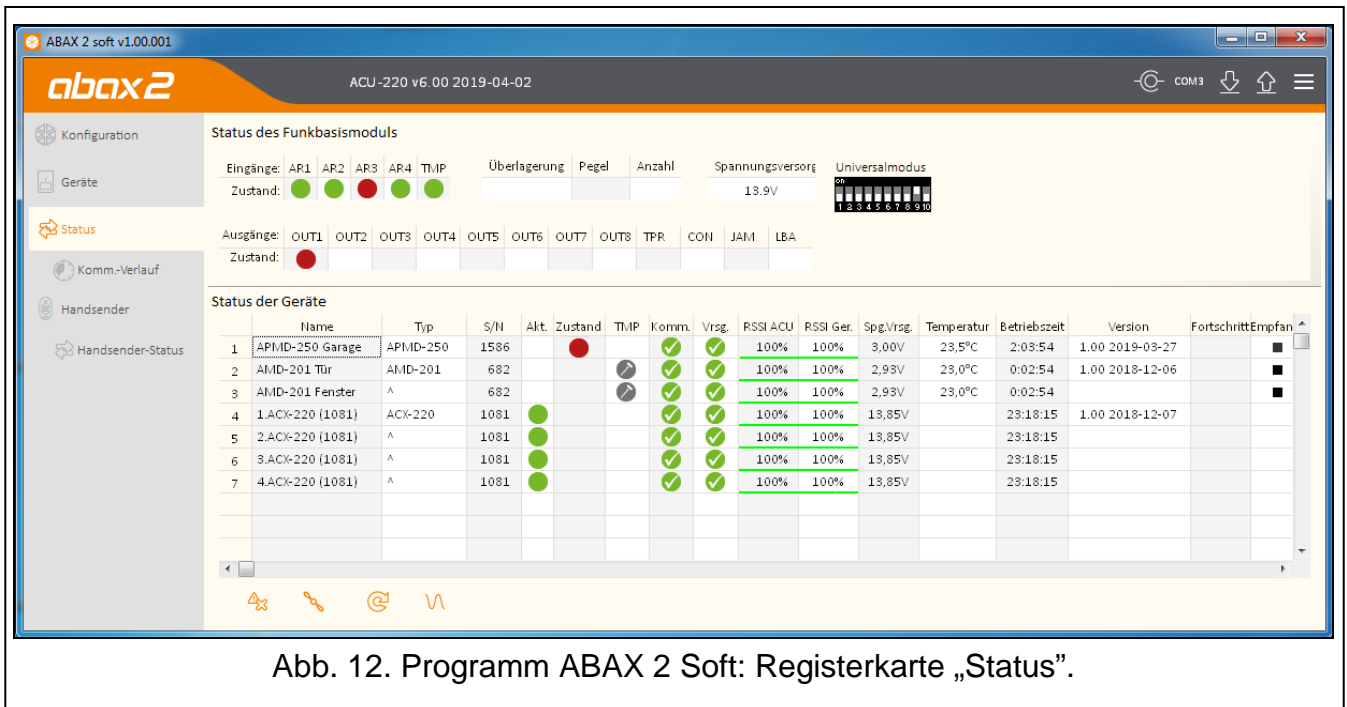 ABAX 2 soft v1.00.001
abax2
ACU-220 v6.00 2019-04-02
COM3
Konfiguration
Geräte
Status
Komm.-Verlauf
Handsender
Handsender-Status
Status des Funkbasismoduls
Eingänge: AR1 AR2 AR3 AR4 TMP Überlagerung Pegel Anzahl Spannungsversorg Universalmodus
Zustand: 13.9V
on
1 2 3 4 5 6 7 8 9 10
Ausgänge: OUT1 OUT2 OUT3 OUT4 OUT5 OUT6 OUT7 OUT8 TPR CON JAM LBA
Zustand:
Status der Geräte
Name Typ S/N Akt. Zustand TMP Komm. Vrsg. RSSI ACU RSSI Ger. Spg.Vrsg. Temperatur Betriebszeit Version Fortschritt Empfan
1 APMD-250 Garage APMD-250 1586 100% 100% 3,00V 23,5°C 2:03:54 1.00 2019-03-27
2 AMD-201 Tür AMD-201 682 100% 100% 2,93V 23,0°C 0:02:54 1.00 2018-12-06
3 AMD-201 Fenster ^ 682 100% 100% 2,93V 23,0°C 0:02:54
4 1.ACX-220 (1081) ACX-220 1081 100% 100% 13,85V 23:18:15 1.00 2018-12-07
5 2.ACX-220 (1081) ^ 1081 100% 100% 13,85V 23:18:15
6 3.ACX-220 (1081) ^ 1081 100% 100% 13,85V 23:18:15
7 4.ACX-220 (1081) ^ 1081 100% 100% 13,85V 23:18:15
Abb. 12. Programm ABAX 2 Soft: Registerkarte „Status”.